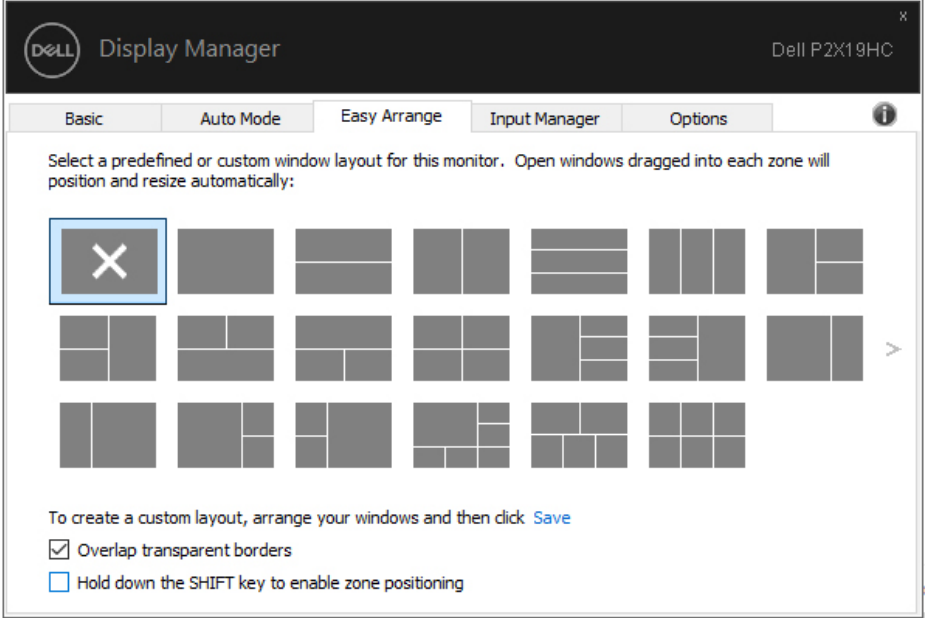 x
DELL Display Manager Dell P2X19HC
Basic Auto Mode Easy Arrange Input Manager Options
Select a predefined or custom window layout for this monitor. Open windows dragged into each zone will
position and resize automatically:
>
To create a custom layout, arrange your windows and then click Save
Overlap transparent borders
Hold down the SHIFT key to enable zone positioning